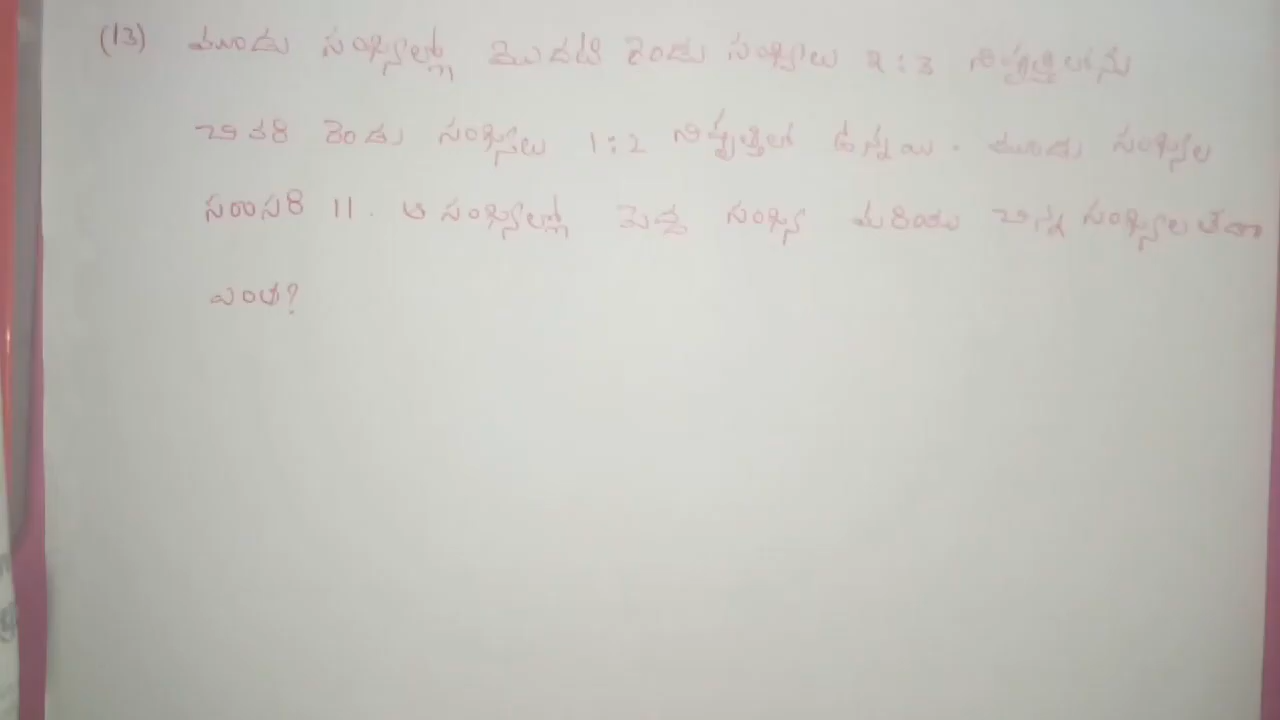 (13) మూడు సంఖ్యలల్లో మొదటి రెండు సంఖ్యలు 2 : 3 నిష్పత్తిలోను
చివరి రెండు సంఖ్యలు 1 : 2 నిష్పత్తిలో ఉన్నాయి. మూడు సంఖ్యల
సరాసరి 11. ఆ సంఖ్యలల్లో పెద్ద సంఖ్య మరియు చిన్న సంఖ్యల తేడా
ఎంత?